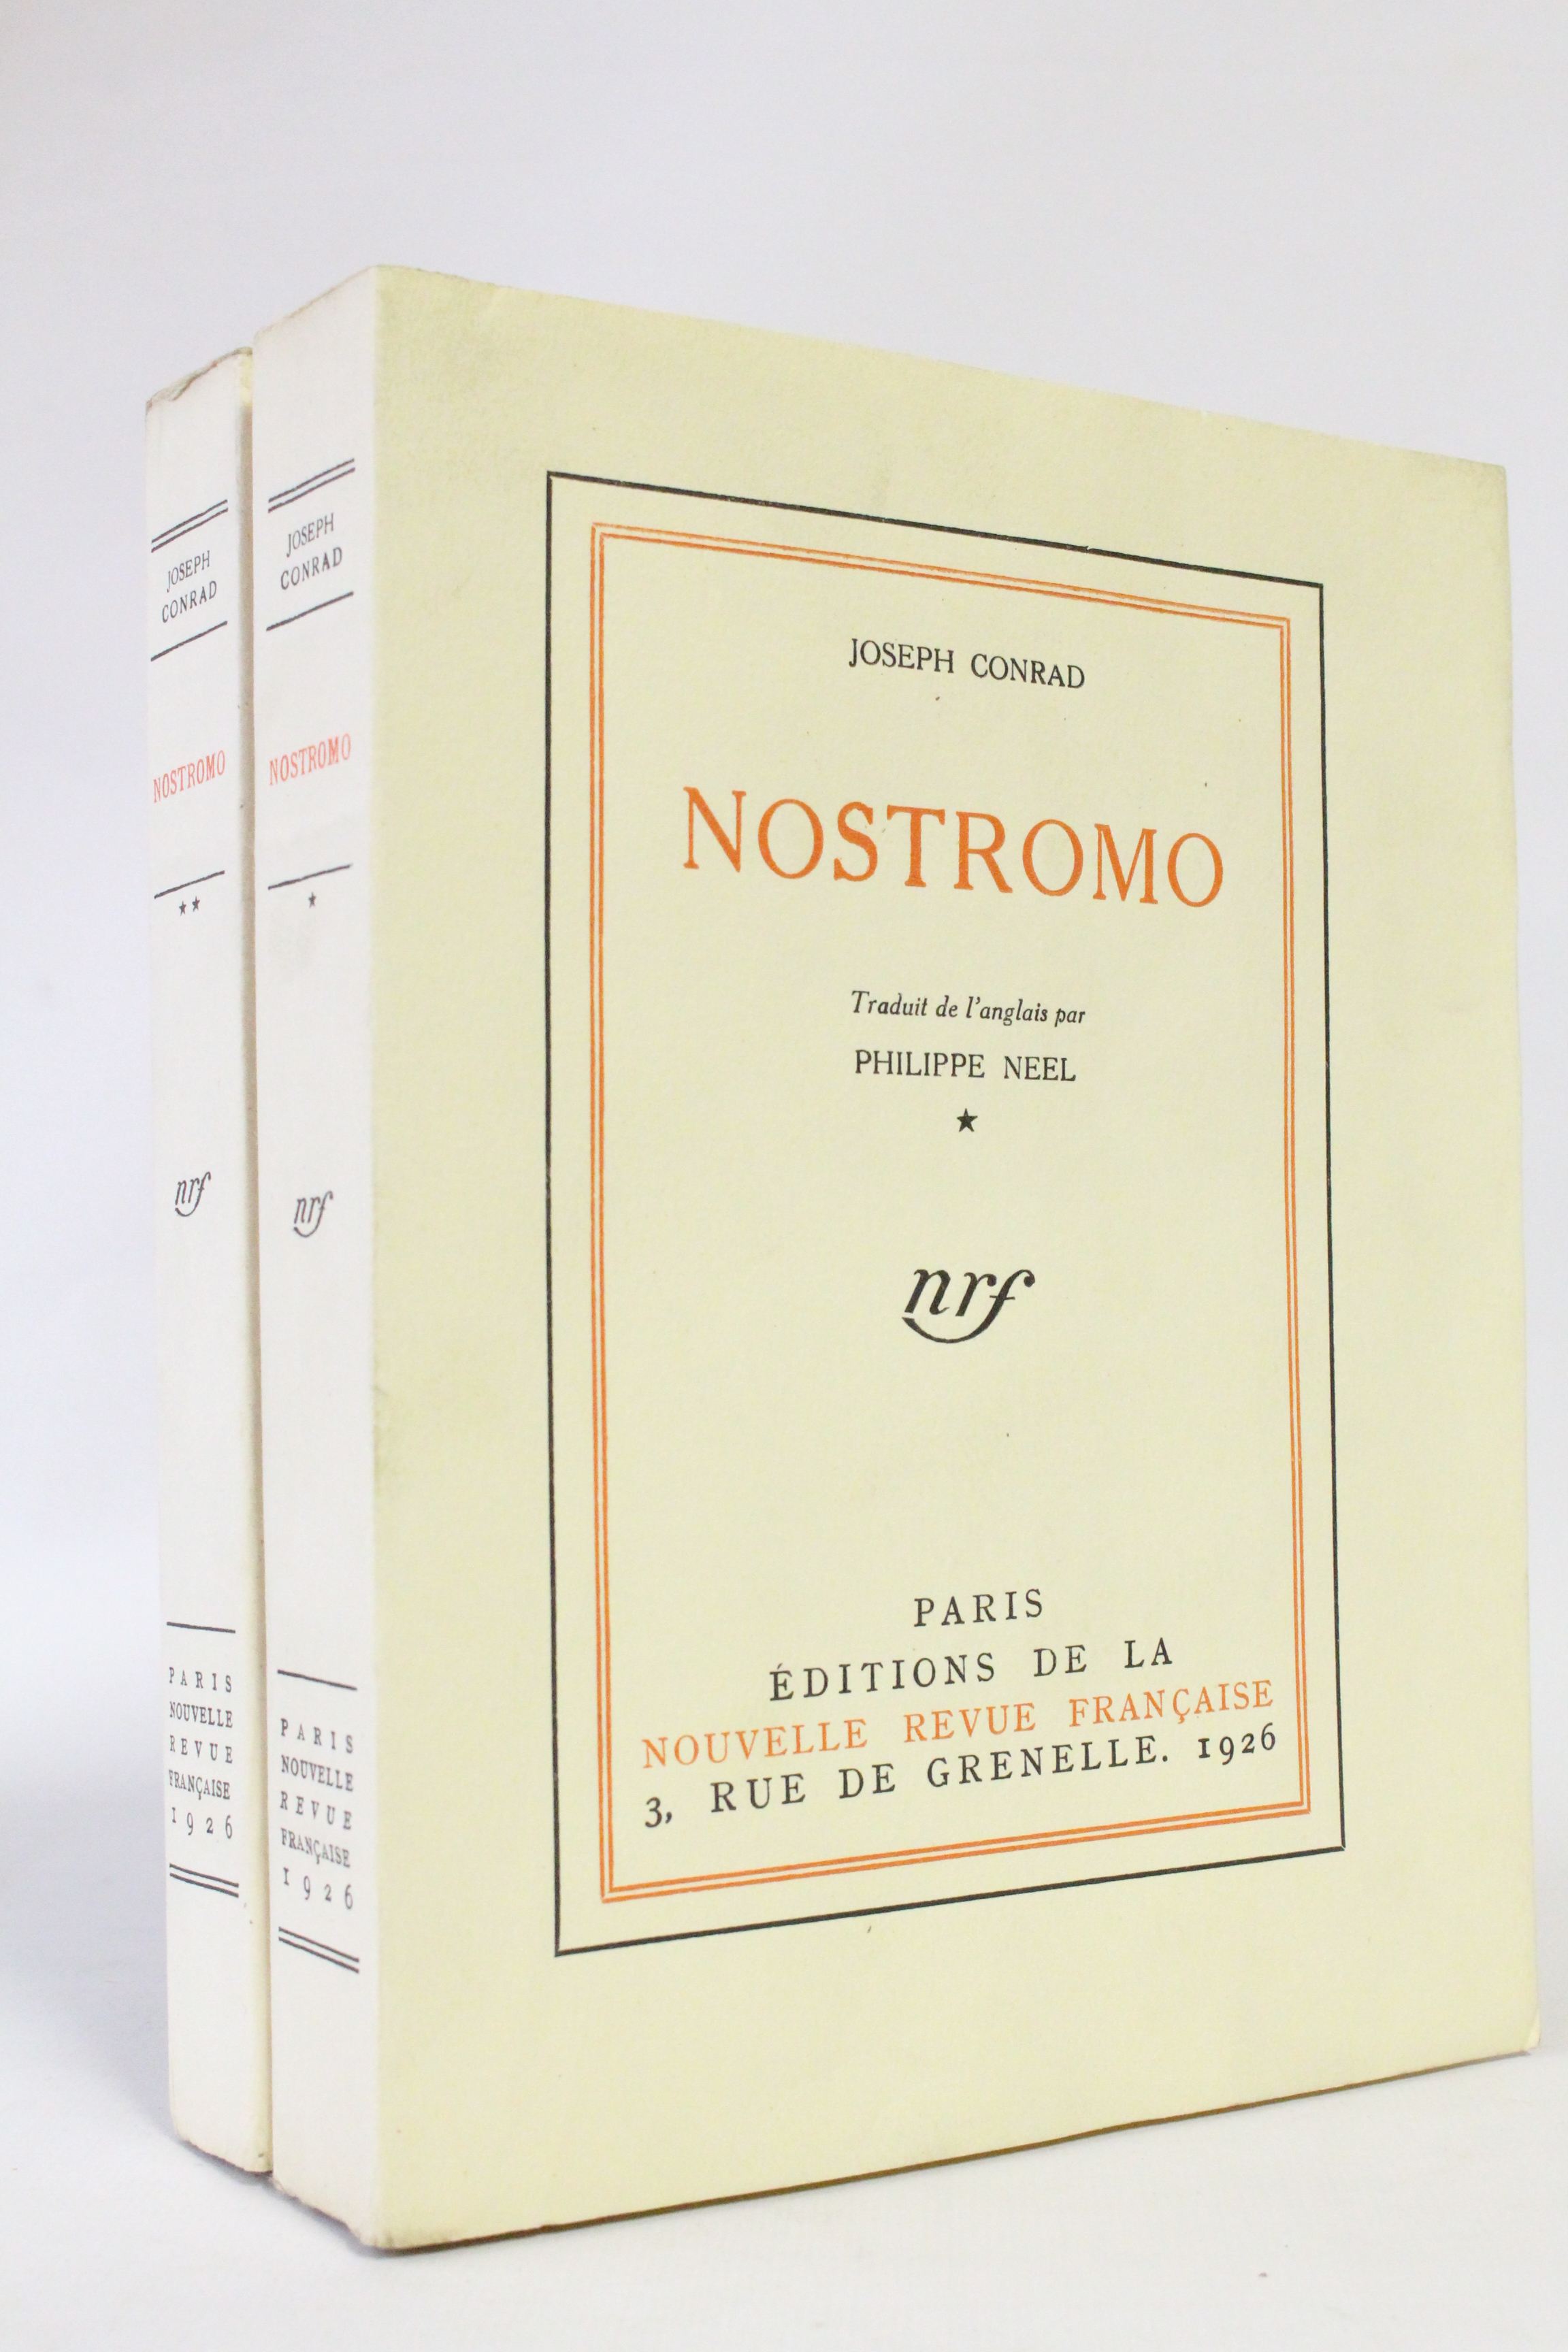 JOSEPH
CONRAD
NOSTROMO
★★
nrf
PARIS
NOUVELLE
REVUE
FRANÇAISE
1926
JOSEPH
CONRAD
NOSTROMO
★
nrf
PARIS
NOUVELLE
REVUE
FRANÇAISE
1926
JOSEPH CONRAD
NOSTROMO
Traduit de l'anglais par
PHILIPPE NEEL
★
nrf
PARIS
ÉDITIONS DE LA
NOUVELLE REVUE FRANÇAISE
3, RUE DE GRENELLE. 1926